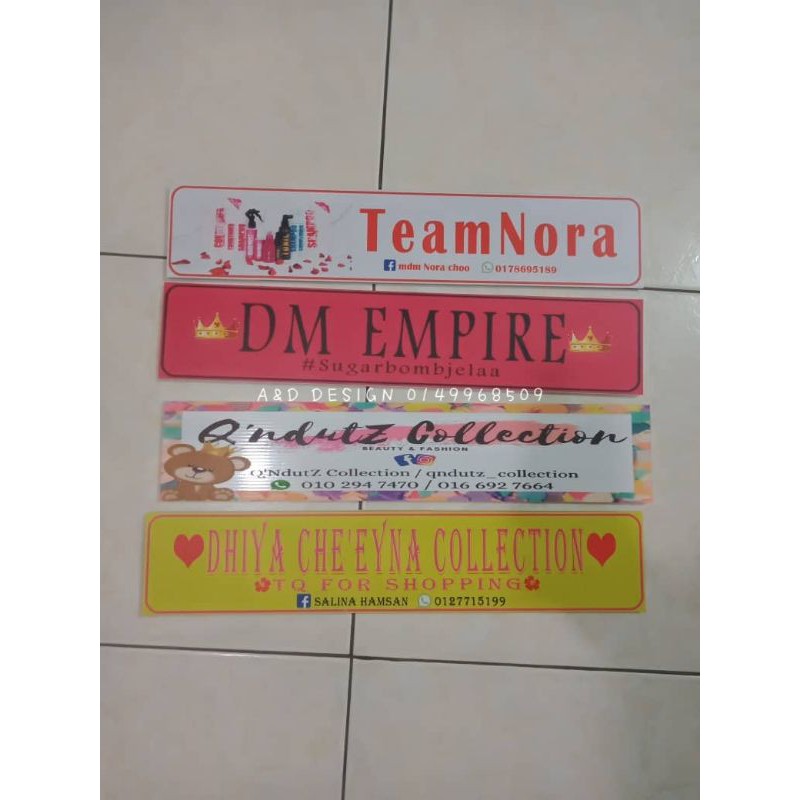 TeamNora
mdm Nora choo 0178695189
DM EMPIRE
#Sugarbombjelaa
A&D DESIGN 0149968509
Q'ndutZ Collection
BEAUTY & FASHION
Q'NdutZ Collection / qndutz_collection
010 294 7470 / 016 692 7664
DHIYA CHE'EYNA COLLECTION
TQ FOR SHOPPING
SALINA HAMSAN 0127715199